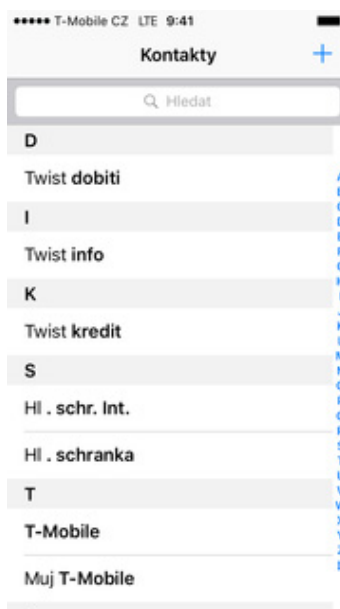 T-Mobile CZ LTE 9:41
Kontakty +
Hledat
D
Twist dobiti
I
Twist info
K
Twist kredit
S
Hl . schr. Int.
Hl . schranka
T
T-Mobile
Muj T-Mobile